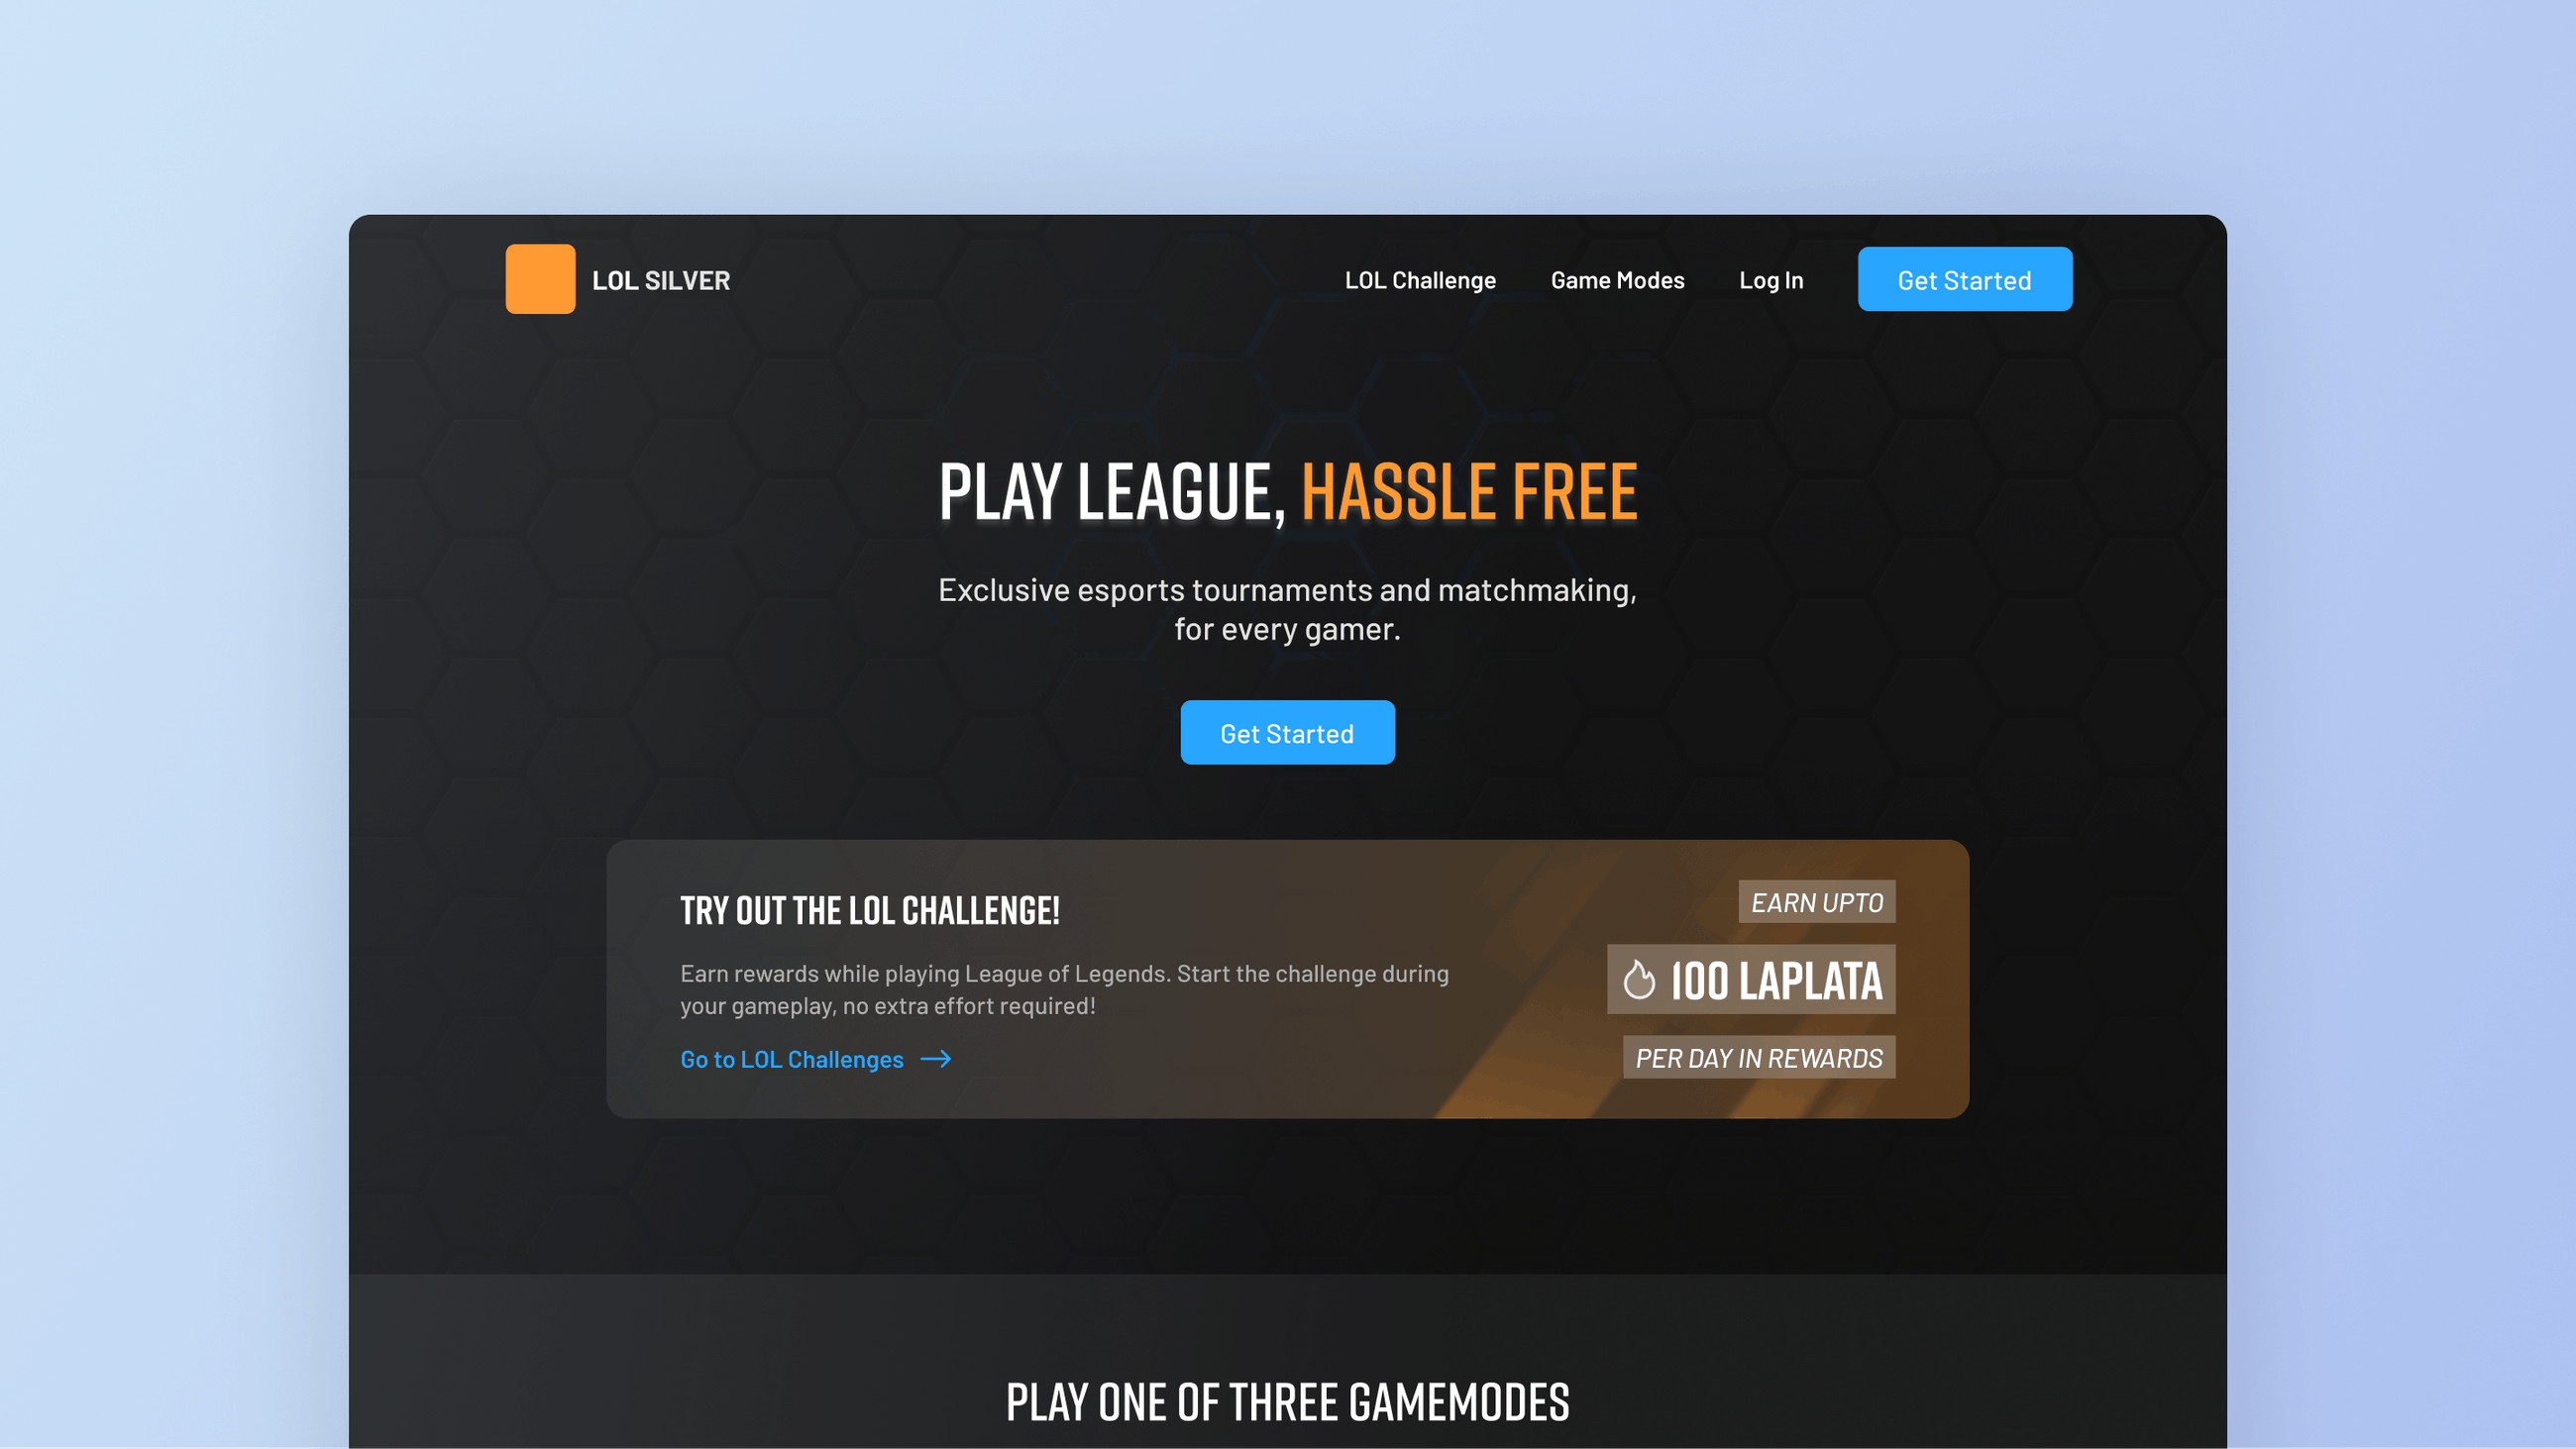 LOL SILVER
LOL Challenge
Game Modes
Log In
Get Started
PLAY LEAGUE, HASSLE FREE
Exclusive esports tournaments and matchmaking,
for every gamer.
Get Started
TRY OUT THE LOL CHALLENGE!
Earn rewards while playing League of Legends. Start the challenge during
your gameplay, no extra effort required!
Go to LOL Challenges
EARN UPTO
100 LAPLATA
PER DAY IN REWARDS
PLAY ONE OF THREE GAMEMODES